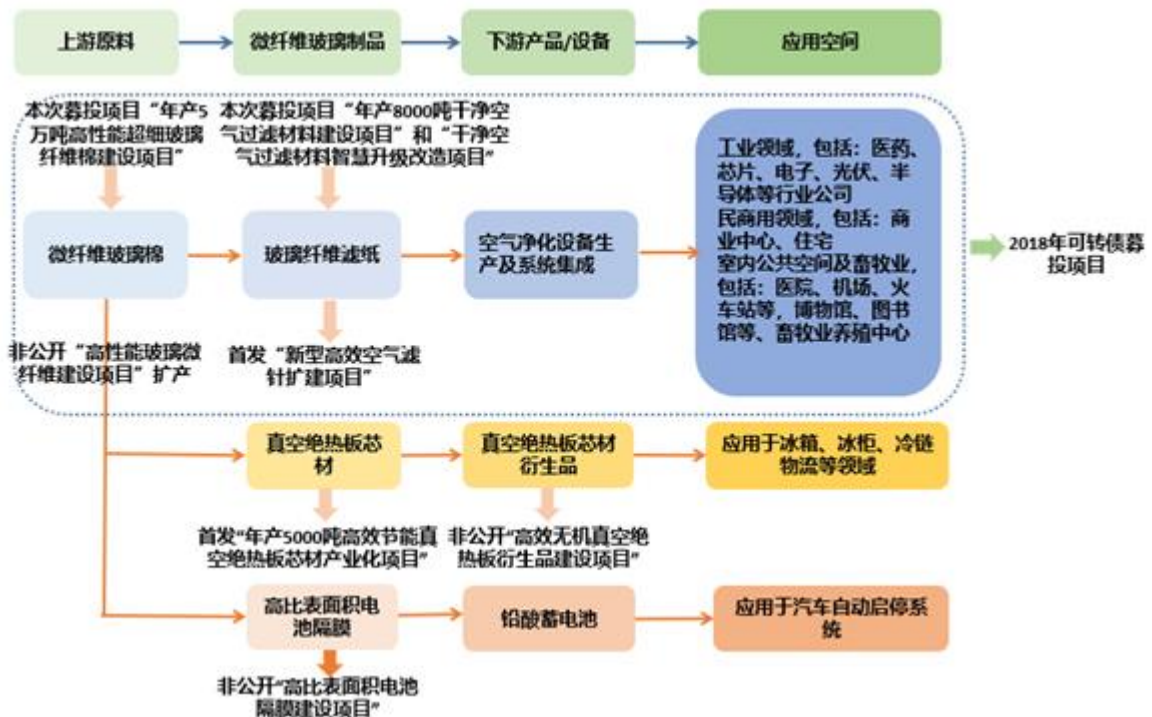 上游原料
微纤维玻璃制品
下游产品/设备
应用空间
本次募投项目“年产5
万吨高性能超细玻璃
纤维棉建设项目”
本次募投项目“年产8000吨干净空
气过滤材料建设项目”和“干净空
气过滤材料智慧升级改造项目”
微纤维玻璃棉
玻璃纤维滤纸
空气净化设备生
产及系统集成
工业领域，包括：医药、
芯片、电子、光伏、半
导体等行业公司
民商用领域，包括：商
业中心、住宅
室内公共空间及畜牧业，
包括：医院、机场、火
车站等，博物馆、图书
馆等、畜牧业养殖中心
2018年可转债募
投项目
非公开“高性能玻璃微
纤维建设项目”扩产
首发“新型高效空气滤
针扩建项目”
真空绝热板芯
材
真空绝热板芯材
衍生品
应用于冰箱、冰柜、冷链
物流等领域
首发“年产5000吨高效节能真
空绝热板芯材产业化项目”
非公开“高效无机真空绝
热板衍生品建设项目”
高比表面积电
池隔膜
铅酸蓄电池
应用于汽车自动启停系
统
非公开“高比表面积电池
隔膜建设项目”